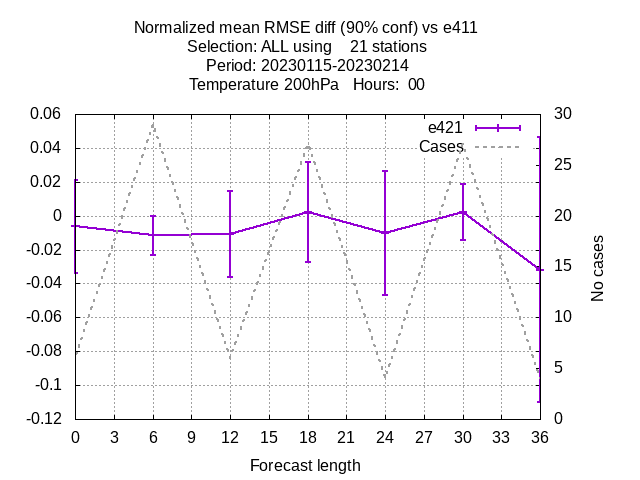 Normalized mean RMSE diff (90% conf) vs e411
Selection: ALL using    21 stations
Period: 20230115-20230214
Temperature 200hPa   Hours:  00
e421
Cases
0.06
0.04
0.02
0
-0.02
-0.04
-0.06
-0.08
-0.1
-0.12
30
25
20
15
10
5
0
No cases
0 3 6 9 12 15 18 21 24 27 30 33 36
Forecast length